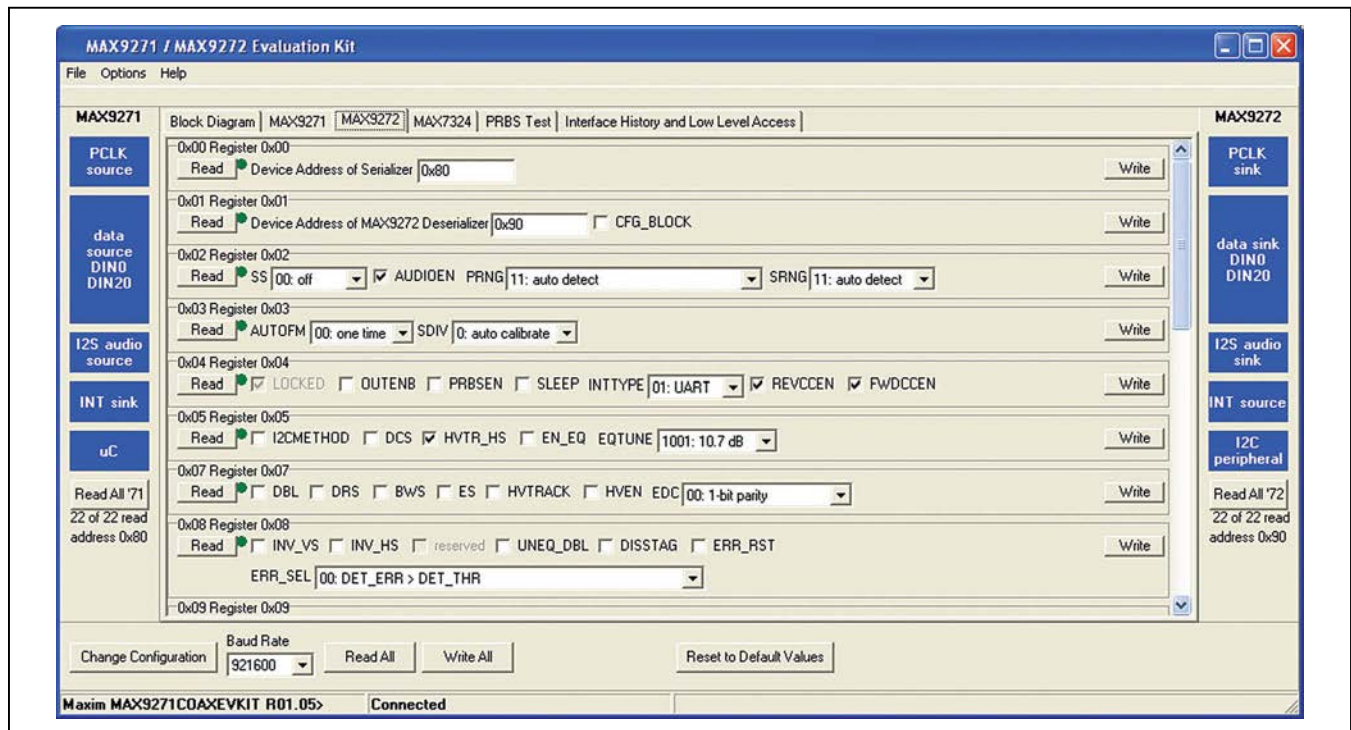 MAX9271 / MAX9272 Evaluation Kit
File Options Help
MAX9271
PCLK
source
data
source
DIN0
DIN20
I2S audio
source
INT sink
uC
Read All '71
22 of 22 read
address 0x80
Block Diagram MAX9271 MAX9272 MAX7324 PRBS Test Interface History and Low Level Access
0x00 Register 0x00
Read Device Address of Serializer 0x80 Write
0x01 Register 0x01
Read Device Address of MAX9272 Deserializer 0x90 CFG_BLOCK Write
0x02 Register 0x02
Read SS 00: off AUDIOEN PRNG 11: auto detect SRNG 11: auto detect Write
0x03 Register 0x03
Read AUTOFM 00: one time SDIV 0: auto calibrate Write
0x04 Register 0x04
Read LOCKED OUTENB PRBSEN SLEEP INTTYPE 01: UART REVCCEN FWDCCEN Write
0x05 Register 0x05
Read I2CMETHOD DCS HVTR_HS EN_EQ EQTUNE 1001: 10.7 dB Write
0x07 Register 0x07
Read DBL DRS BWS ES HVTRACK HVEN EDC 00: 1-bit parity Write
0x08 Register 0x08
Read INV_VS INV_HS reserved UNEQ_DBL DISSTAG ERR_RST Write
ERR_SEL 00: DET_ERR > DET_THR
0x09 Register 0x09
MAX9272
PCLK
sink
data sink
DIN0
DIN20
I2S audio
sink
INT source
I2C
peripheral
Read All '72
22 of 22 read
address 0x90
Change Configuration
Baud Rate
921600
Read All
Write All
Reset to Default Values
Maxim MAX9271COAXEVKIT R01.05> Connected